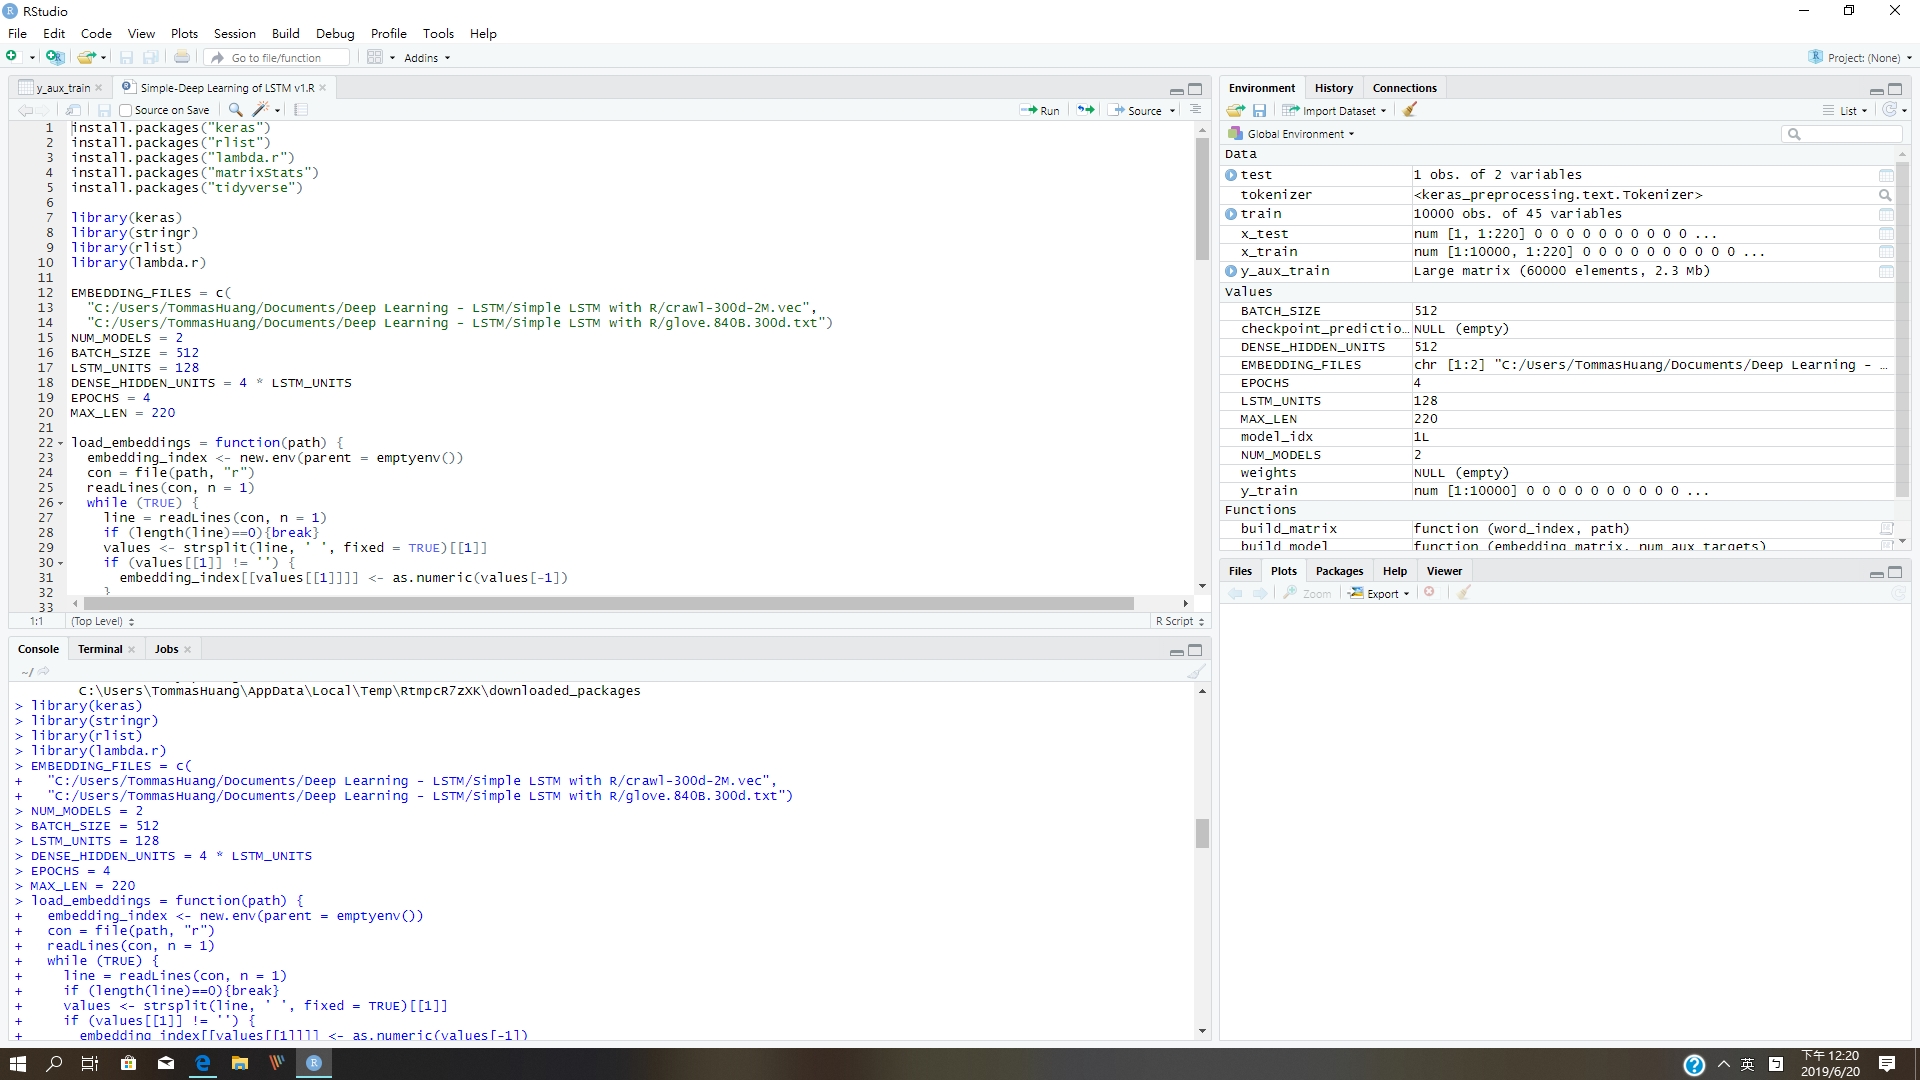 RStudio
File Edit Code View Plots Session Build Debug Profile Tools Help
Go to file/function Addins Project: (None)
y_aux_train Simple-Deep Learning of LSTM v1.R
Source on Save Run Source
1 install.packages("keras")
2 install.packages("rlist")
3 install.packages("lambda.r")
4 install.packages("matrixStats")
5 install.packages("tidyverse")
6
7 library(keras)
8 library(stringr)
9 library(rlist)
10 library(lambda.r)
11
12 EMBEDDING_FILES = c(
13 "C:/Users/TommasHuang/Documents/Deep Learning - LSTM/Simple LSTM with R/crawl-300d-2M.vec",
14 "C:/Users/TommasHuang/Documents/Deep Learning - LSTM/Simple LSTM with R/glove.840B.300d.txt")
15 NUM_MODELS = 2
16 BATCH_SIZE = 512
17 LSTM_UNITS = 128
18 DENSE_HIDDEN_UNITS = 4 * LSTM_UNITS
19 EPOCHS = 4
20 MAX_LEN = 220
21
22 load_embeddings = function(path) {
23 embedding_index <- new.env(parent = emptyenv())
24 con = file(path, "r")
25 readLines(con, n = 1)
26 while (TRUE) {
27 line = readLines(con, n = 1)
28 if (length(line)==0){break}
29 values <- strsplit(line, ' ', fixed = TRUE)[[1]]
30 if (values[[1]] != '') {
31 embedding_index[[values[[1]]]] <- as.numeric(values[-1])
32 }
33
1:1 (Top Level) R Script
Console Terminal Jobs
~/
C:\Users\TommasHuang\AppData\Local\Temp\RtmpcR7zXK\downloaded_packages
> library(keras)
> library(stringr)
> library(rlist)
> library(lambda.r)
> EMBEDDING_FILES = c(
+ "C:/Users/TommasHuang/Documents/Deep Learning - LSTM/Simple LSTM with R/crawl-300d-2M.vec",
+ "C:/Users/TommasHuang/Documents/Deep Learning - LSTM/Simple LSTM with R/glove.840B.300d.txt")
> NUM_MODELS = 2
> BATCH_SIZE = 512
> LSTM_UNITS = 128
> DENSE_HIDDEN_UNITS = 4 * LSTM_UNITS
> EPOCHS = 4
> MAX_LEN = 220
> load_embeddings = function(path) {
+ embedding_index <- new.env(parent = emptyenv())
+ con = file(path, "r")
+ readLines(con, n = 1)
+ while (TRUE) {
+ line = readLines(con, n = 1)
+ if (length(line)==0){break}
+ values <- strsplit(line, ' ', fixed = TRUE)[[1]]
+ if (values[[1]] != '') {
+ embedding_index[[values[[1]]]] <- as.numeric(values[-1])
Environment History Connections
Import Dataset List
Global Environment
Data
test 1 obs. of 2 variables
tokenizer <keras_preprocessing.text.Tokenizer>
train 10000 obs. of 45 variables
x_test num [1, 1:220] 0 0 0 0 0 0 0 0 0 0 ...
x_train num [1:10000, 1:220] 0 0 0 0 0 0 0 0 0 0 ...
y_aux_train Large matrix (60000 elements, 2.3 Mb)
Values
BATCH_SIZE 512
checkpoint_predictio… NULL (empty)
DENSE_HIDDEN_UNITS 512
EMBEDDING_FILES chr [1:2] "C:/Users/TommasHuang/Documents/Deep Learning - …
EPOCHS 4
LSTM_UNITS 128
MAX_LEN 220
model_idx 1L
NUM_MODELS 2
weights NULL (empty)
y_train num [1:10000] 0 0 0 0 0 0 0 0 0 0 ...
Functions
build_matrix function (word_index, path)
build_model function (embedding_matrix, num_aux_targets)
Files Plots Packages Help Viewer
Zoom Export
英
下午 12:20
2019/6/20